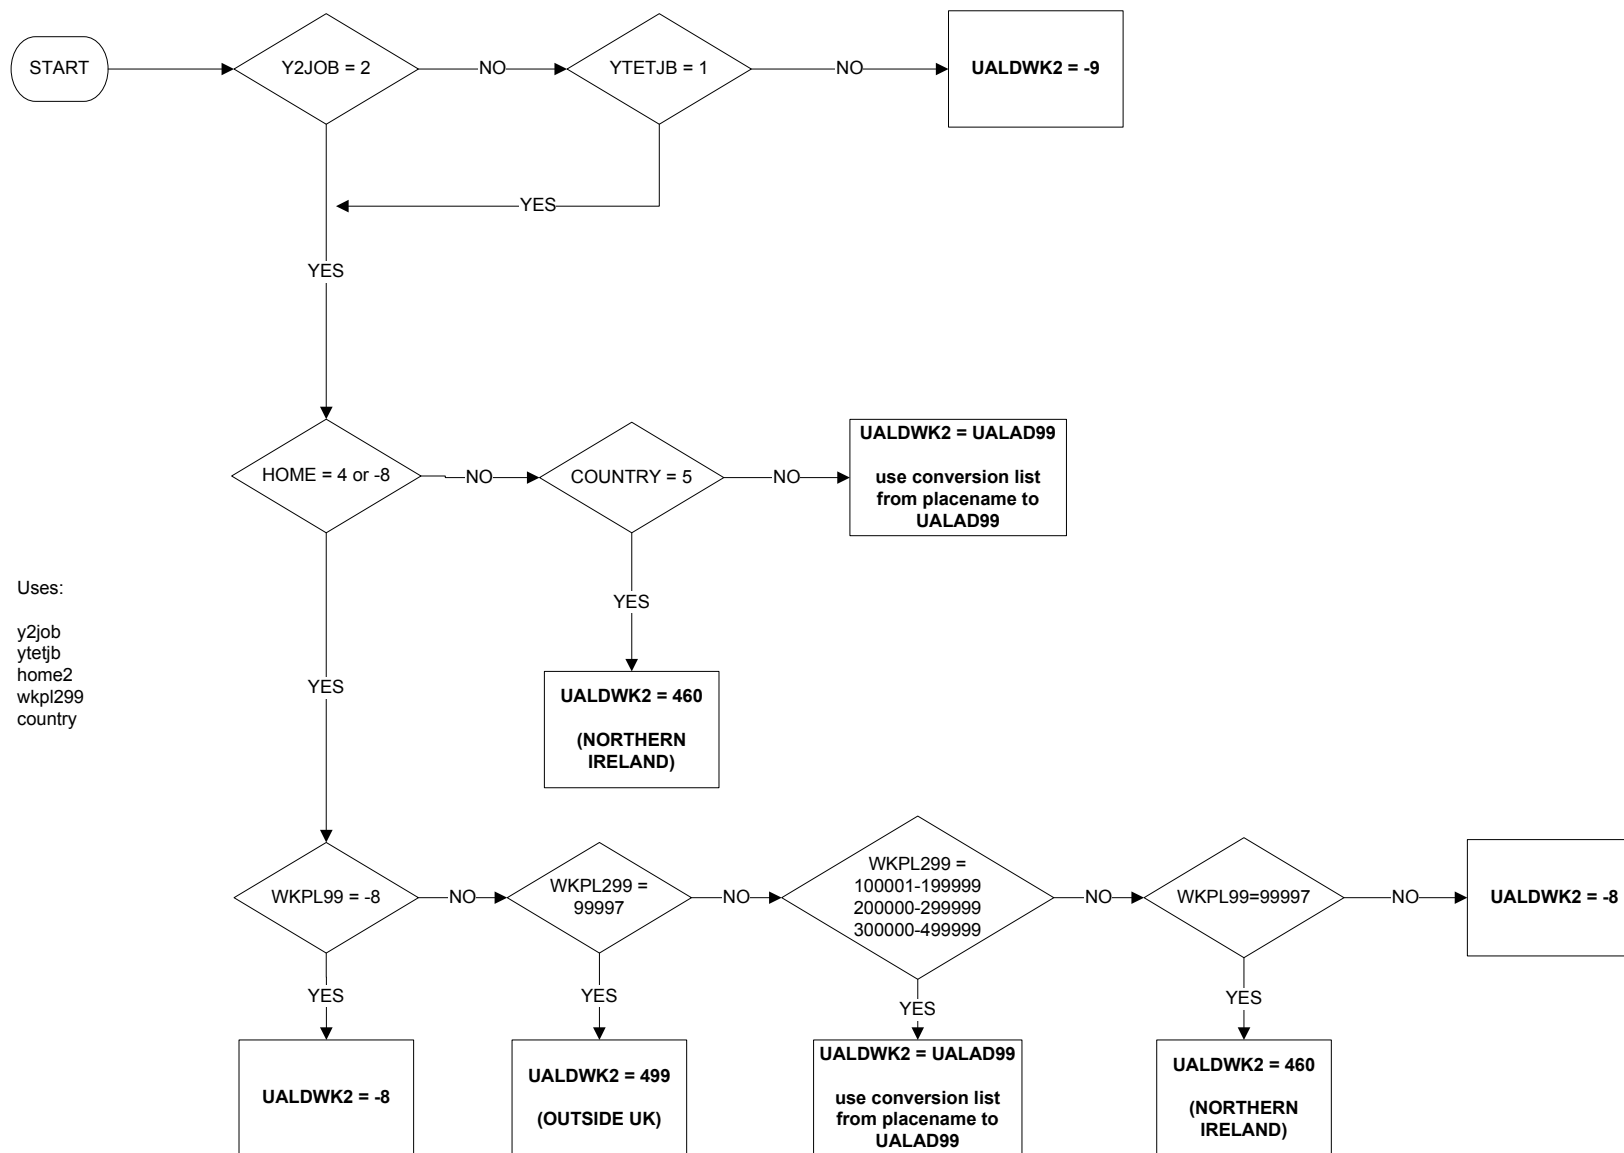 START
Y2JOB = 2
NO
YTETJB = 1
NO
UALDWK2 = -9
YES
YES
HOME = 4 or -8
NO
COUNTRY = 5
NO
UALDWK2 = UALAD99
use conversion list
from placename to
UALAD99
Uses:
y2job
ytetjb
home2
wkpl299
country
YES
YES
UALDWK2 = 460
(NORTHERN
IRELAND)
WKPL99 = -8
NO
WKPL299 =
99997
NO
WKPL299 =
100001-199999
200000-299999
300000-499999
NO
WKPL99=99997
NO
UALDWK2 = -8
YES
YES
YES
YES
UALDWK2 = -8
UALDWK2 = 499
(OUTSIDE UK)
UALDWK2 = UALAD99
use conversion list
from placename to
UALAD99
UALDWK2 = 460
(NORTHERN
IRELAND)